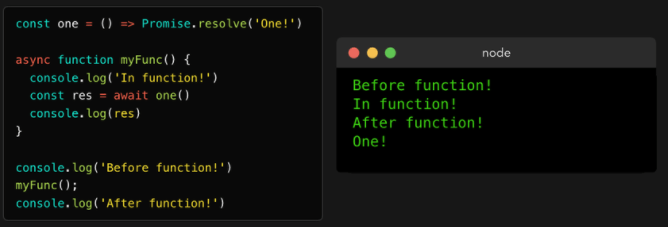 const one = () => Promise.resolve('One!')
async function myFunc() {
console.log('In function!')
const res = await one()
console.log(res)
}
console.log('Before function!')
myFunc();
console.log('After function!')
node
Before function!
In function!
After function!
One!